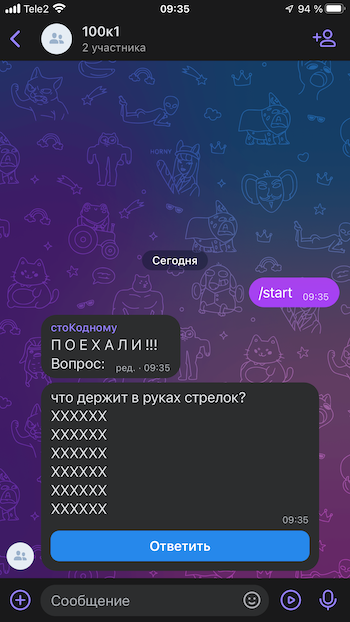 Tele2
09:35
94 %
100к1
2 участника
HORNY
Сегодня
/start 09:35
стоКодному
П О Е Х А Л И !!!
Вопрос: ред. · 09:35
что держит в руках стрелок?
XXXXXX
XXXXXX
XXXXXX
XXXXXX
XXXXXX
XXXXXX
09:35
Ответить
Сообщение